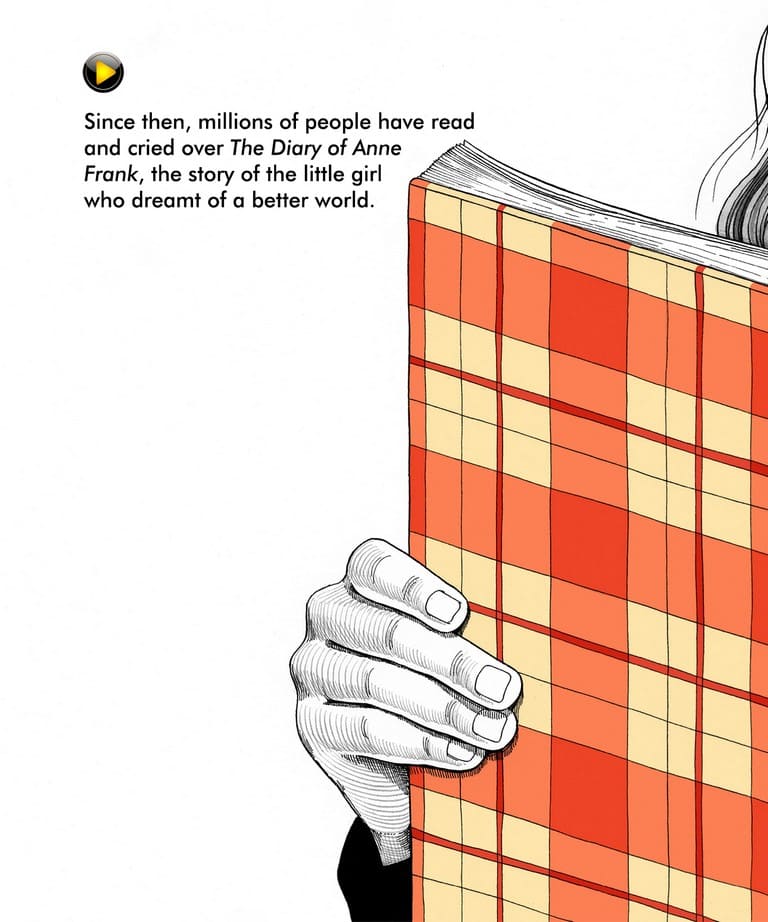 Since then, millions of people have read
and cried over The Diary of Anne
Frank, the story of the little girl
who dreamt of a better world.